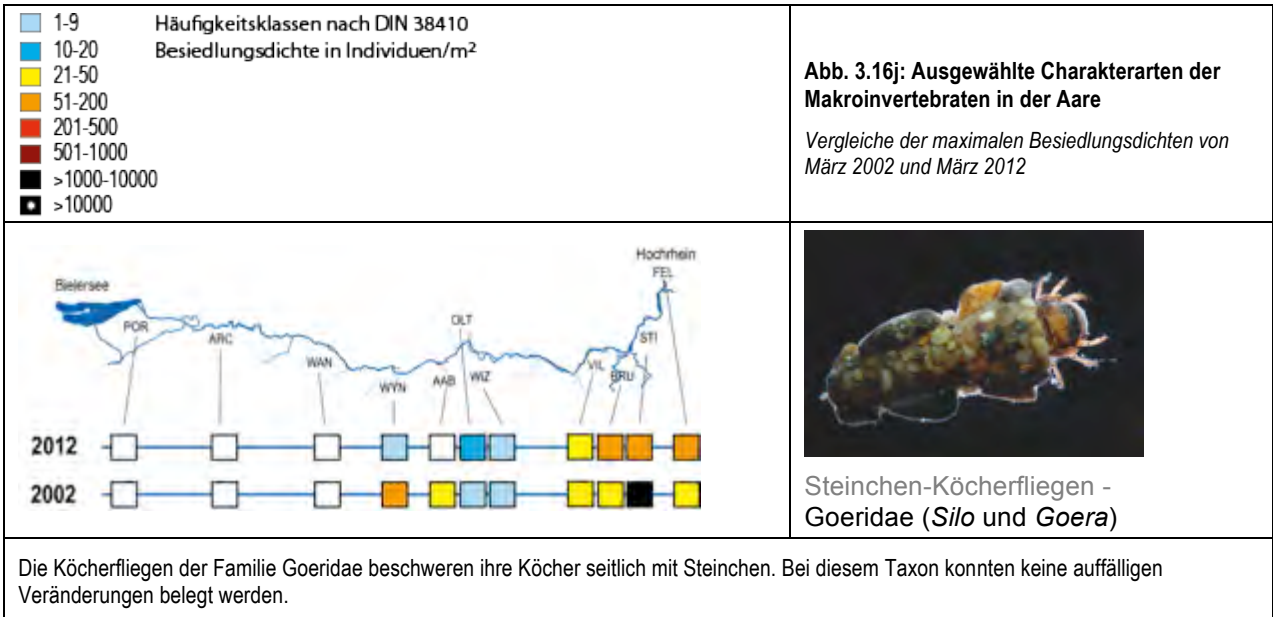 1-9 Häufigkeitsklassen nach DIN 38410
10-20 Besiedlungsdichte in Individuen/m²
21-50
51-200
201-500
501-1000
>1000-10000
>10000
Abb. 3.16j: Ausgewählte Charakterarten der
Makroinvertebraten in der Aare
Vergleiche der maximalen Besiedlungsdichten von
März 2002 und März 2012
Hochrhein
FEL
Bielersee
POR
ARC
WAN
WYN
AAB
OLT
WIZ
VIL
BRU
STI
2012
2002
Steinchen-Köcherfliegen -
Goeridae (Silo und Goera)
Die Köcherfliegen der Familie Goeridae beschweren ihre Köcher seitlich mit Steinchen. Bei diesem Taxon konnten keine auffälligen
Veränderungen belegt werden.